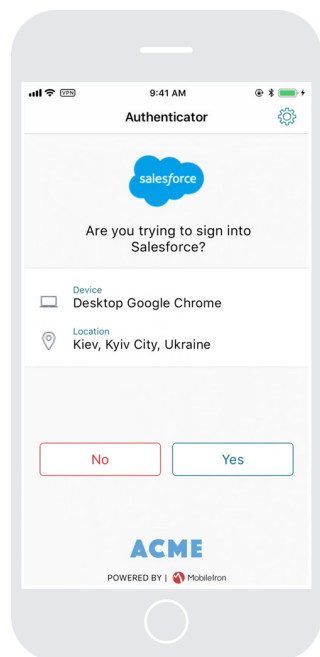 VPN 9:41 AM
Authenticator
salesforce
Are you trying to sign into
Salesforce?
Device
Desktop Google Chrome
Location
Kiev, Kyiv City, Ukraine
No Yes
ACME
POWERED BY | MobileIron